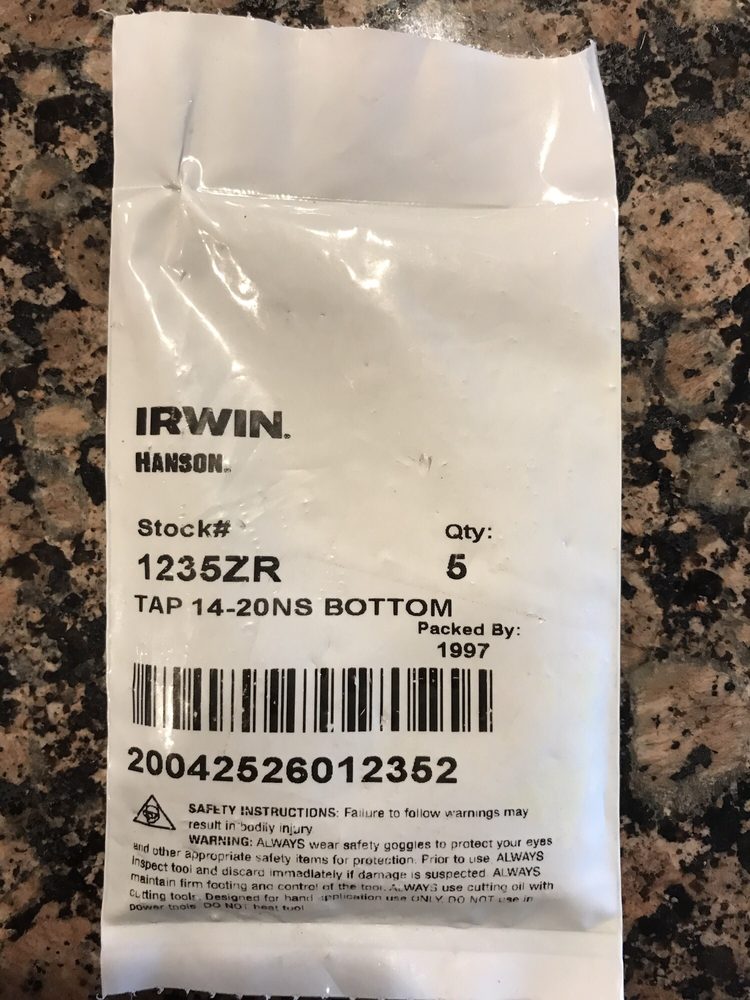 IRWIN.
HANSON.
Stock# Qty:
1235ZR 5
TAP 14-20NS BOTTOM
Packed By:
1997
20042526012352
SAFETY INSTRUCTIONS: Failure to follow warnings may
result in bodily injury
WARNING: ALWAYS wear safety goggles to protect your eyes
and other appropriate safety items for protection. Prior to use ALWAYS
inspect tool and discard immediately if damage is suspected. ALWAYS
maintain firm footing and control of the tool. ALWAYS use cutting oil with
cutting tools. Designed for hand application use ONLY. DO NOT use in
power tools. DO NOT heat tool